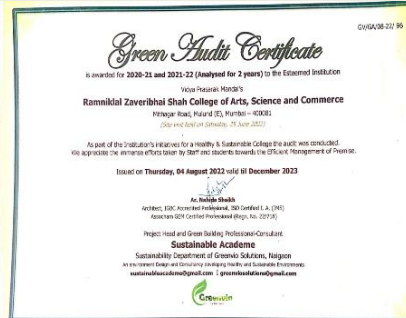 GV/GA/08-22/ 96
Green Audit Certificate
is awarded for 2020-21 and 2021-22 (Analysed for 2 years) to the Esteemed Institution
Vidya Prasarak Mandal's
Ramniklal Zaveribhai Shah College of Arts, Science and Commerce
Mithagar Road, Mulund (E), Mumbai – 400081
(Site visit held on Saturday, 25 June 2022)
As part of the Institution's initiatives for a Healthy & Sustainable College the audit was conducted.
We appreciate the immense efforts taken by Staff and students towards the Efficient Management of Premise.
Issued on Thursday, 04 August 2022 valid til December 2023
Ar. Nahida Shaikh
Architect, IGBC Accredited Professional, ISO Certified I. A. (IMS)
Assocham GEM Certified Professional (Regn. No. 22/718)
Project Head and Green Building Professional-Consultant
Sustainable Academe
Sustainability Department of Greenvio Solutions, Naigaon
An Environment Design and Consultancy developing Healthy and Sustainable Environments
sustainableacademe@gmail.com I greenviosolutions@gmail.com
Greenvio